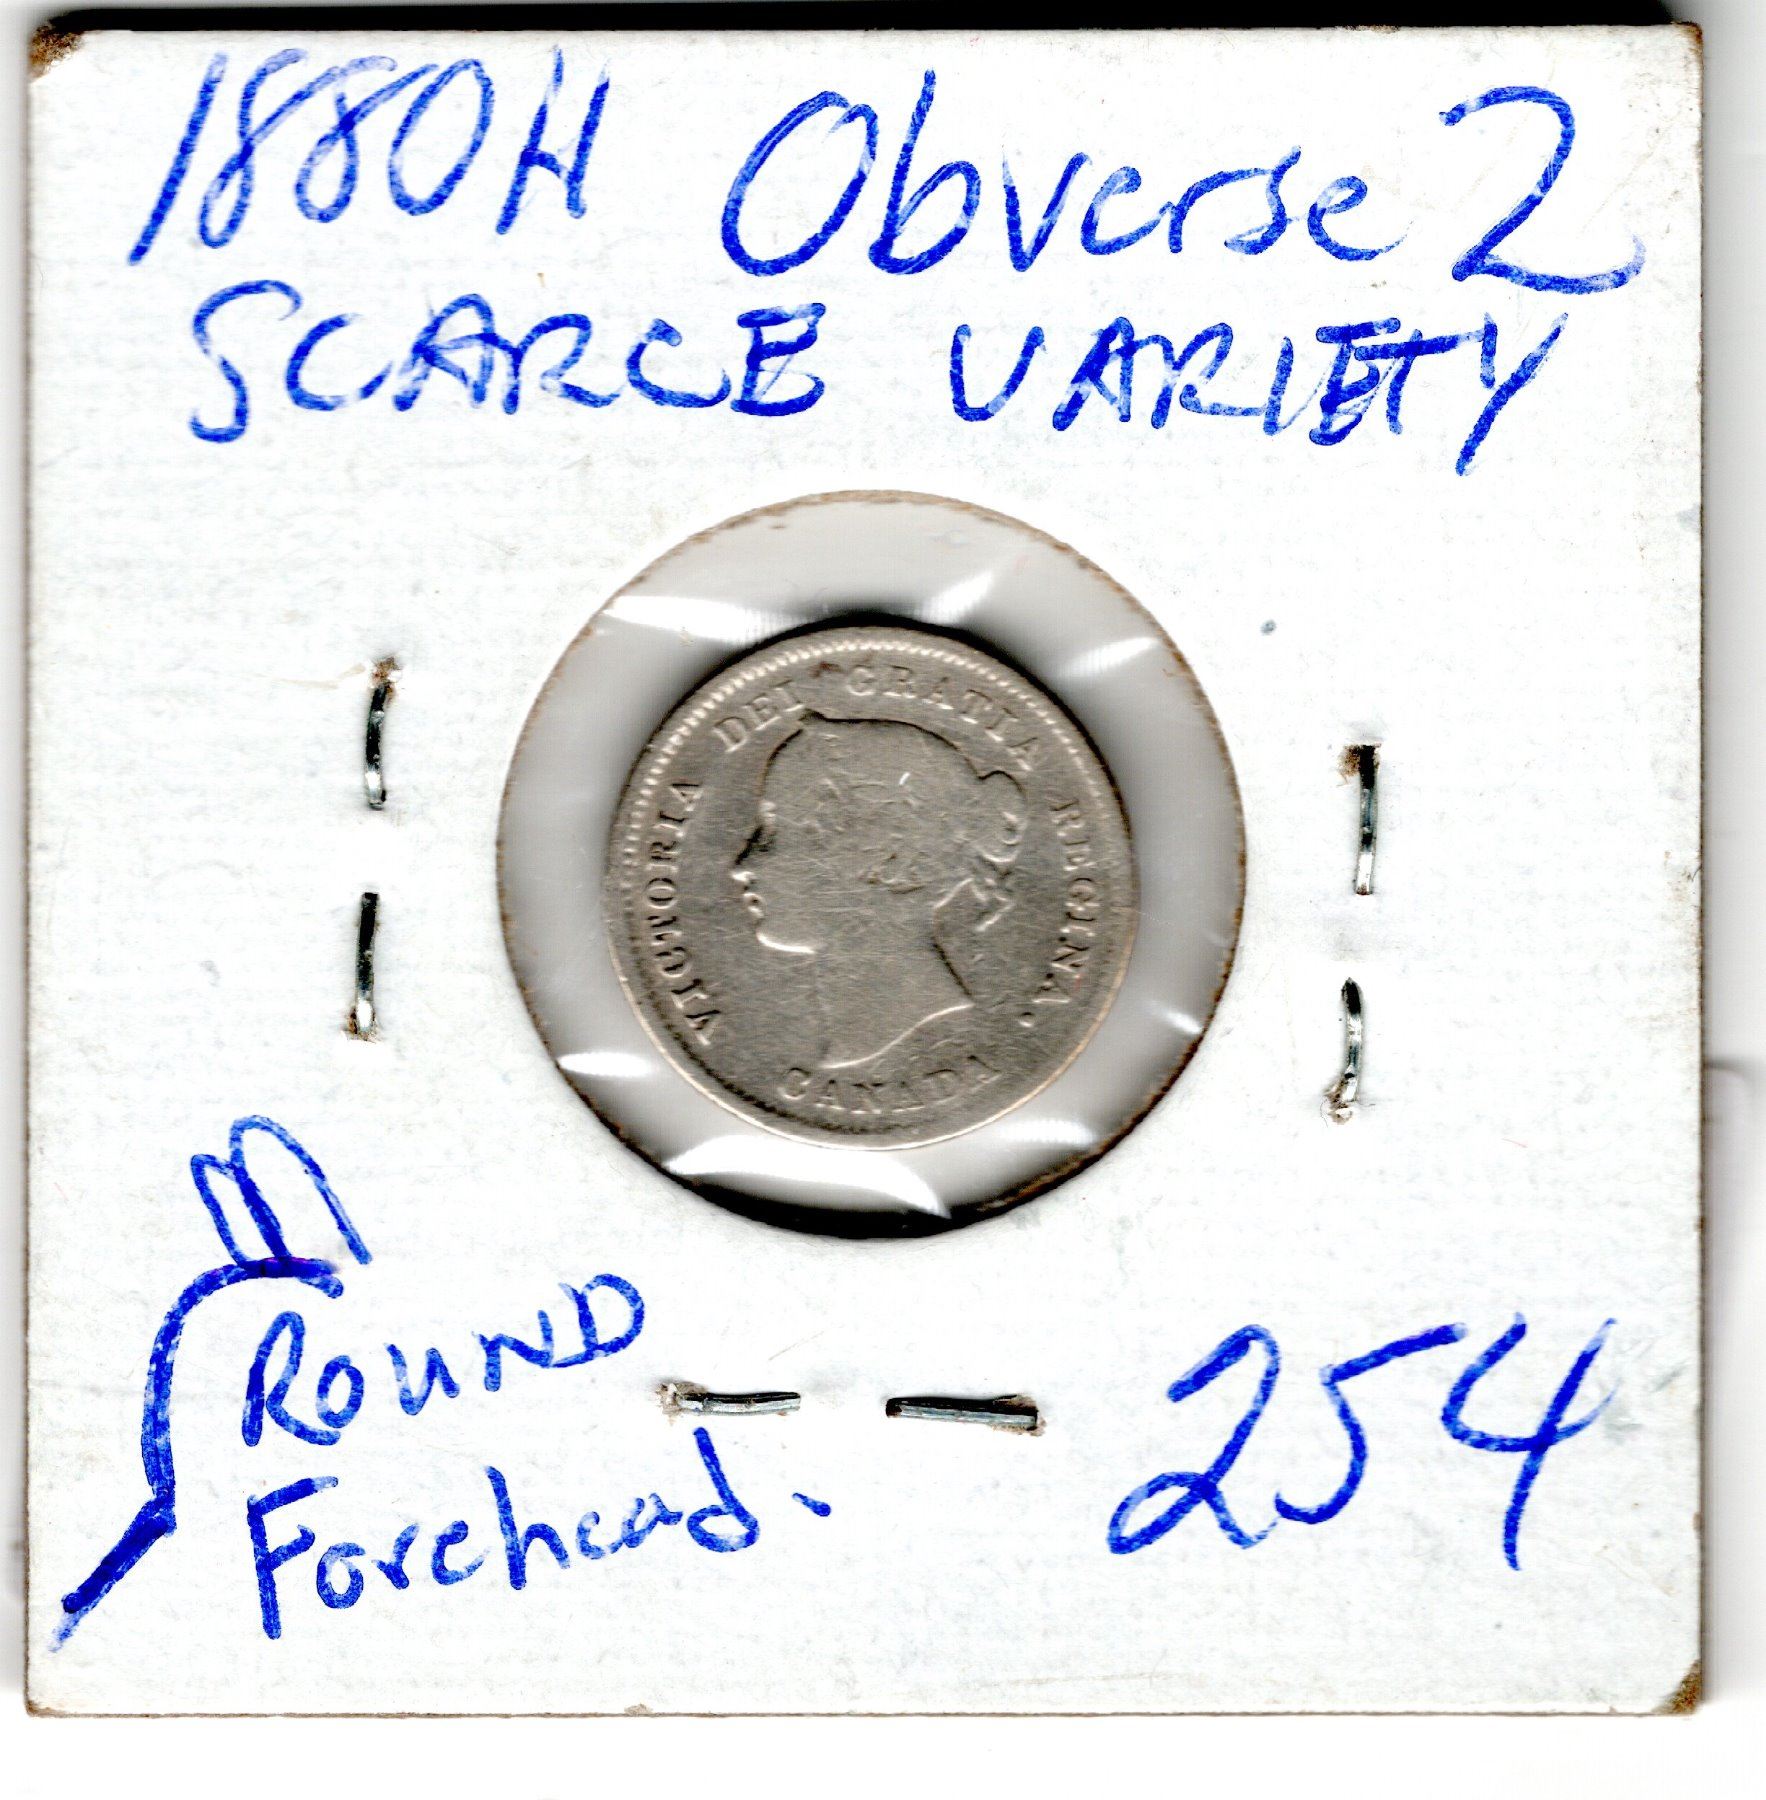 1880H Obverse 2
SCARCE VARIETY
VICTORIA DEI GRATIA REGINA.
CANADA
ROUND
Forehead.
254